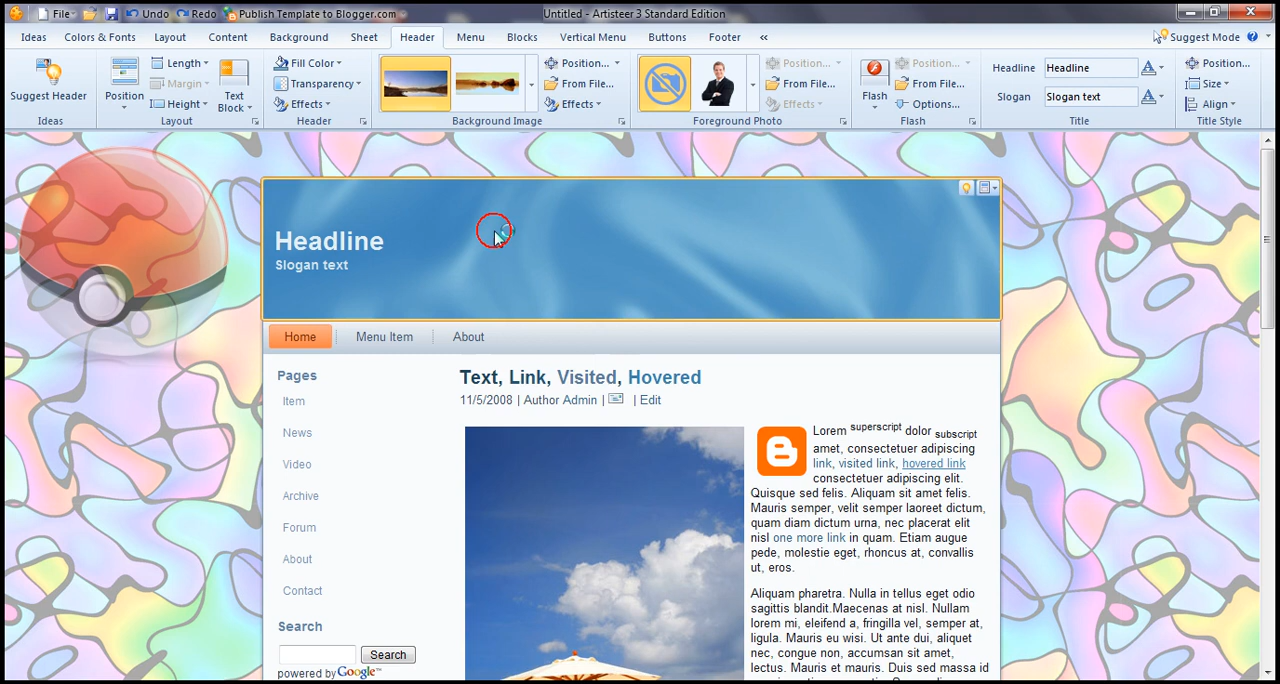 File Undo Redo Publish Template to Blogger.com Untitled - Artisteer 3 Standard Edition
Ideas Colors & Fonts Layout Content Background Sheet Header Menu Blocks Vertical Menu Buttons Footer « Suggest Mode
Suggest Header
Ideas
Position
Length
Margin
Height
Text Block
Layout
Fill Color
Transparency
Effects
Header
Position...
From File...
Effects
Background Image
Position...
From File...
Effects
Foreground Photo
Flash
Position...
From File...
Options...
Flash
Headline Headline
Slogan Slogan text
Title
Position...
Size
Align
Title Style
Headline
Slogan text
Home Menu Item About
Pages
Item
News
Video
Archive
Forum
About
Contact
Search
Search
powered by Google™
Text, Link, Visited, Hovered
11/5/2008 | Author Admin | | Edit
Lorem superscript dolor subscript
amet, consectetuer adipiscing
link, visited link, hovered link
consectetuer adipiscing elit.
Quisque sed felis. Aliquam sit amet felis.
Mauris semper, velit semper laoreet dictum,
quam diam dictum urna, nec placerat elit
nisl one more link in quam. Etiam augue
pede, molestie eget, rhoncus at, convallis
ut, eros.
Aliquam pharetra. Nulla in tellus eget odio
sagittis blandit.Maecenas at nisl. Nullam
lorem mi, eleifend a, fringilla vel, semper at,
ligula. Mauris eu wisi. Ut ante dui, aliquet
nec, congue non, accumsan sit amet,
lectus. Mauris et mauris. Duis sed massa id